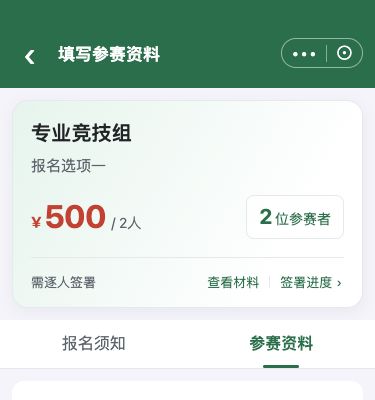 填写参赛资料
专业竞技组
报名选项一
¥500 / 2人
2位参赛者
需逐人签署
查看材料
签署进度 ›
报名须知
参赛资料